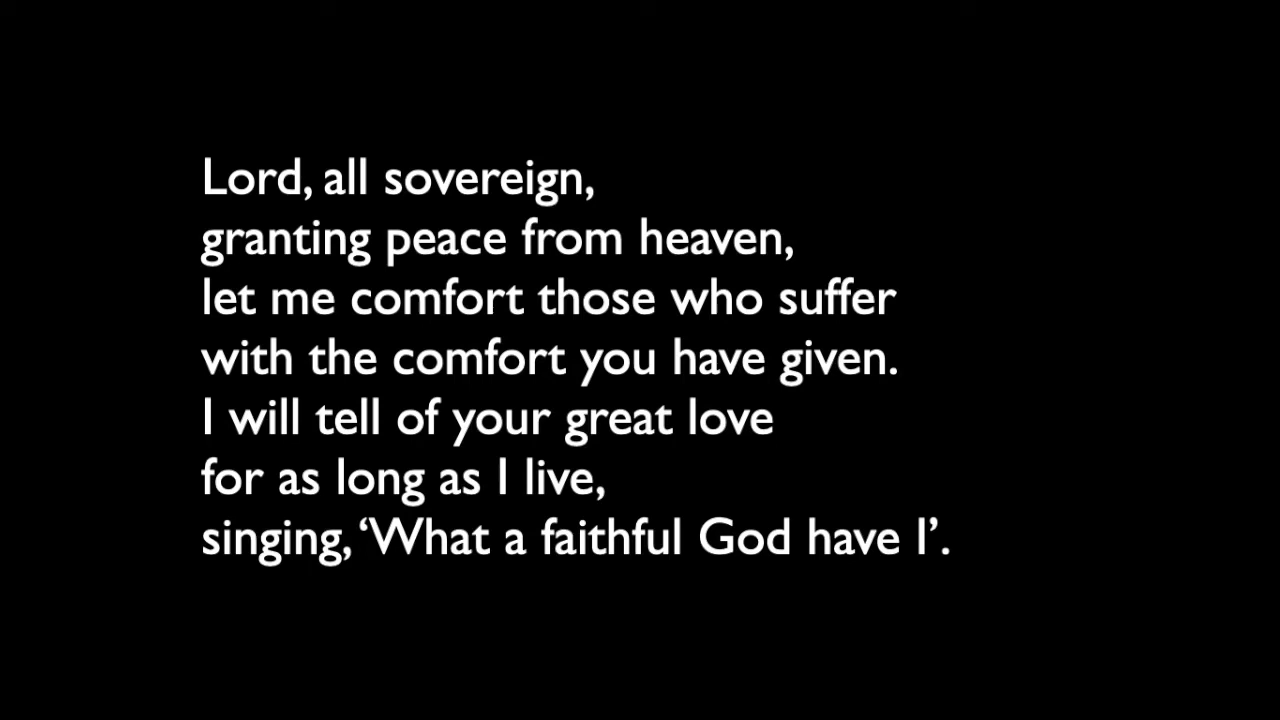 Lord, all sovereign,
granting peace from heaven,
let me comfort those who suffer
with the comfort you have given.
I will tell of your great love
for as long as I live,
singing, ‘What a faithful God have I’.